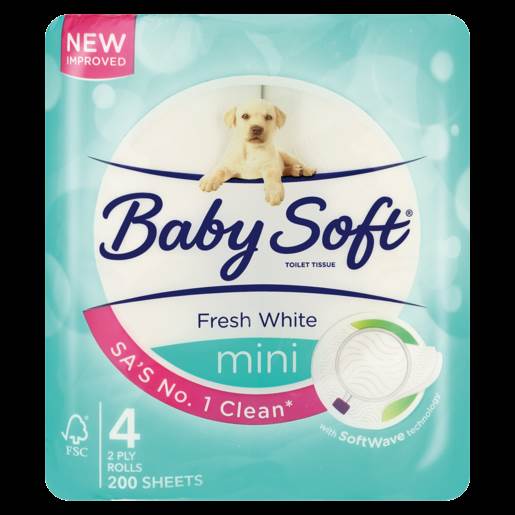 NEW
IMPROVED
Baby Soft®
TOILET TISSUE
Fresh White
mini
SA'S No. 1 Clean*
with SoftWave technology
FSC
4
2 PLY
ROLLS
200 SHEETS